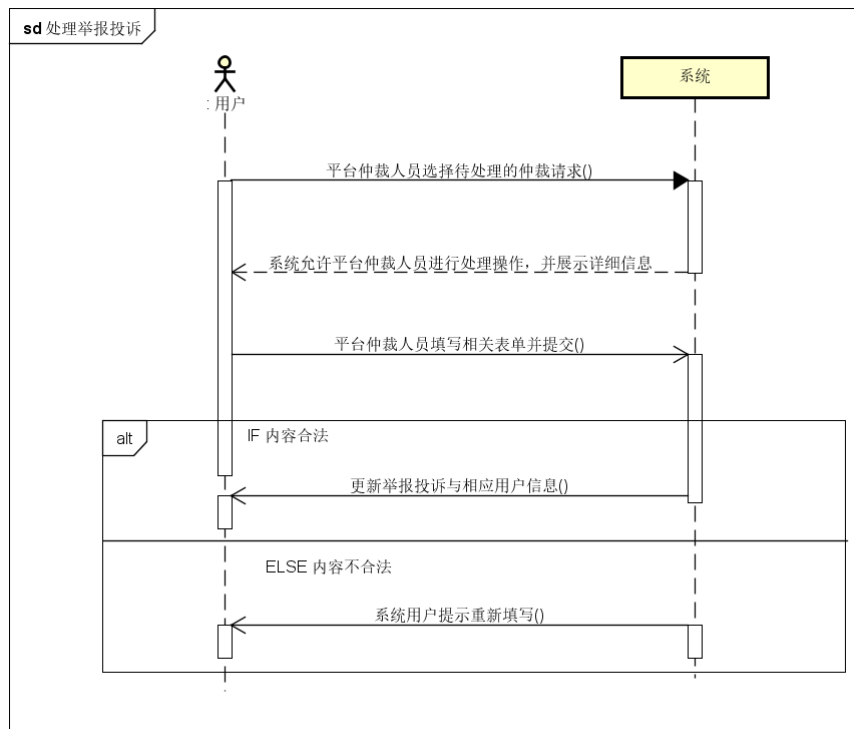 sd 处理举报投诉
系统
: 用户
平台仲裁人员选择待处理的仲裁请求()
系统允许平台仲裁人员进行处理操作，并展示详细信息
平台仲裁人员填写相关表单并提交()
alt
IF 内容合法
更新举报投诉与相应用户信息()
ELSE 内容不合法
系统用户提示重新填写()